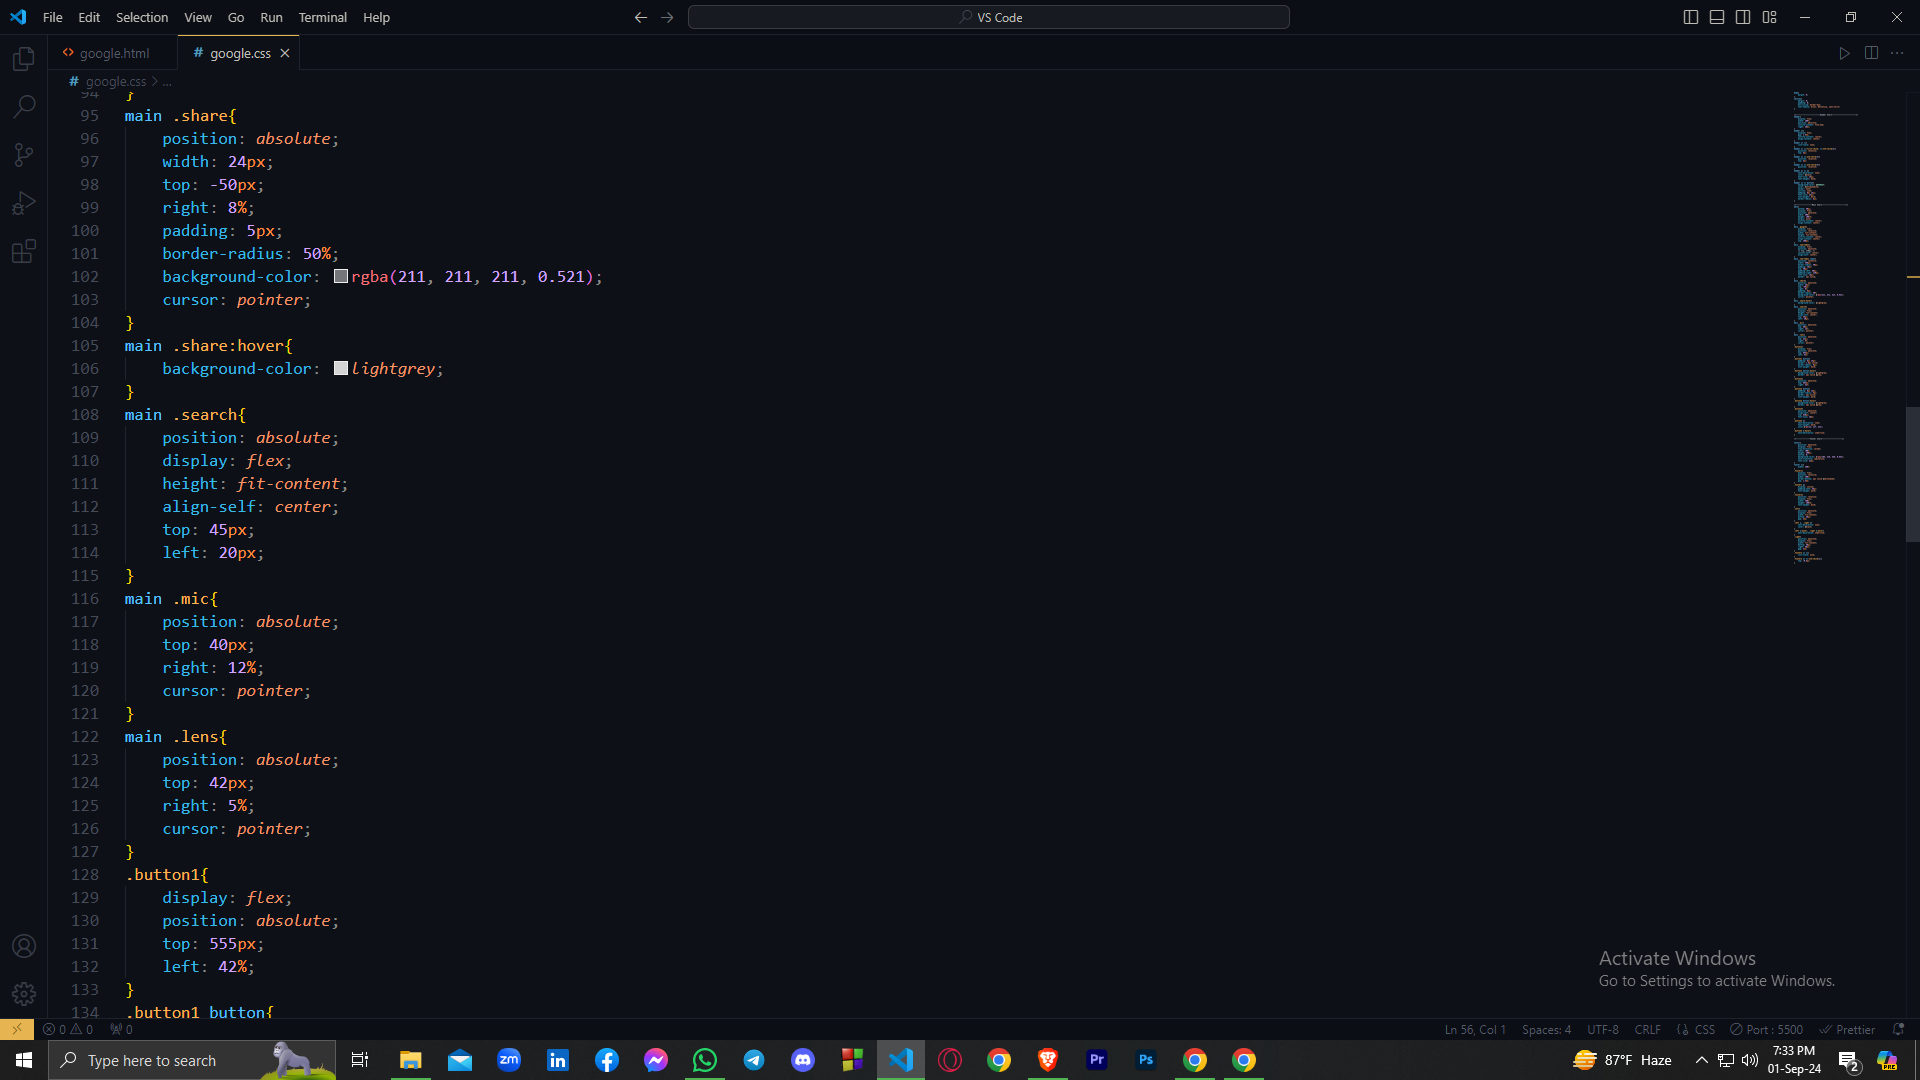 File Edit Selection View Go Run Terminal Help
VS Code
google.html
# google.css
# google.css > ...
94 }
95 main .share{
96 position: absolute;
97 width: 24px;
98 top: -50px;
99 right: 8%;
100 padding: 5px;
101 border-radius: 50%;
102 background-color: rgba(211, 211, 211, 0.521);
103 cursor: pointer;
104 }
105 main .share:hover{
106 background-color: lightgrey;
107 }
108 main .search{
109 position: absolute;
110 display: flex;
111 height: fit-content;
112 align-self: center;
113 top: 45px;
114 left: 20px;
115 }
116 main .mic{
117 position: absolute;
118 top: 40px;
119 right: 12%;
120 cursor: pointer;
121 }
122 main .lens{
123 position: absolute;
124 top: 42px;
125 right: 5%;
126 cursor: pointer;
127 }
128 .button1{
129 display: flex;
130 position: absolute;
131 top: 555px;
132 left: 42%;
133 }
134 .button1 button{
Activate Windows
Go to Settings to activate Windows.
0 0 0
Ln 56, Col 1 Spaces: 4 UTF-8 CRLF {} CSS Port : 5500 Prettier
Type here to search
zm
in
Pr
Ps
87°F Haze
7:33 PM
01-Sep-24
2
PRE